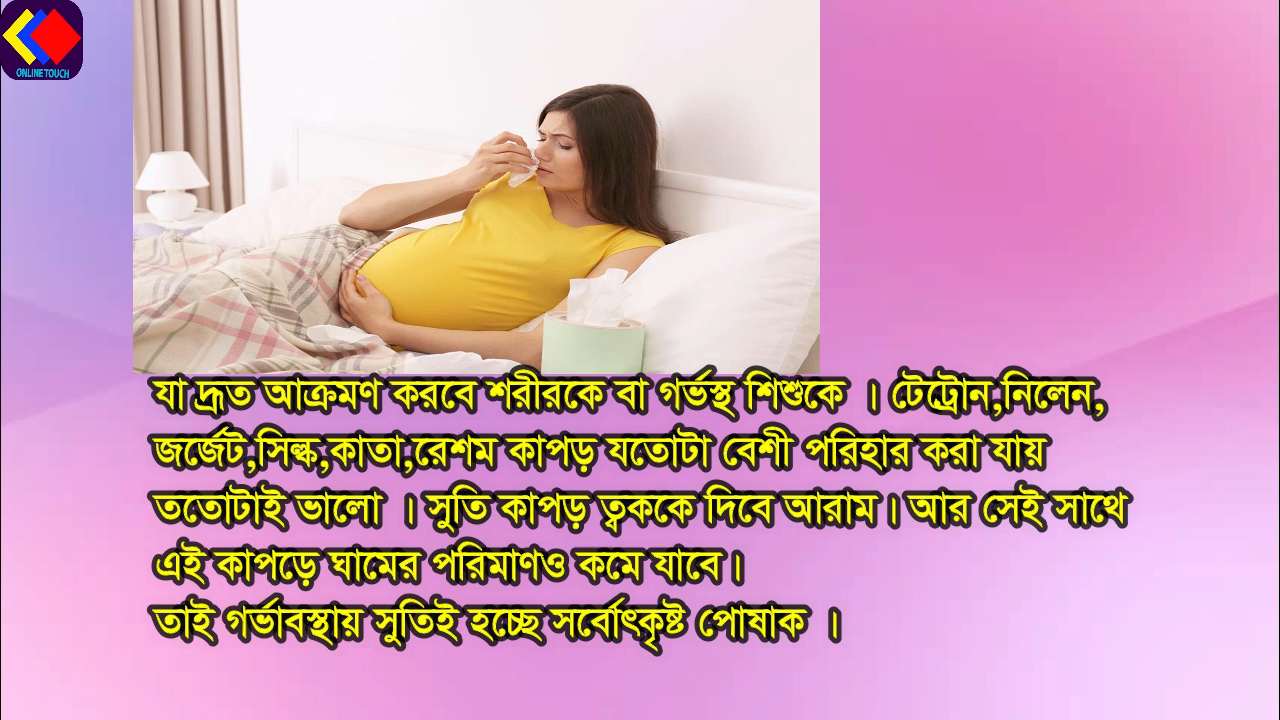 ONLINE TOUCH
যা দ্রূত আক্রমণ করবে শরীরকে বা গর্ভস্থ শিশুকে । টেট্রোন,নিলেন,
জর্জেট,সিল্ক,কাতা,রেশম কাপড় যতোটা বেশী পরিহার করা যায়
ততোটাই ভালো । সুতি কাপড় ত্বককে দিবে আরাম। আর সেই সাথে
এই কাপড়ে ঘামের পরিমাণও কমে যাবে।
তাই গর্ভাবস্থায় সুতিই হচ্ছে সর্বোৎকৃষ্ট পোষাক ।